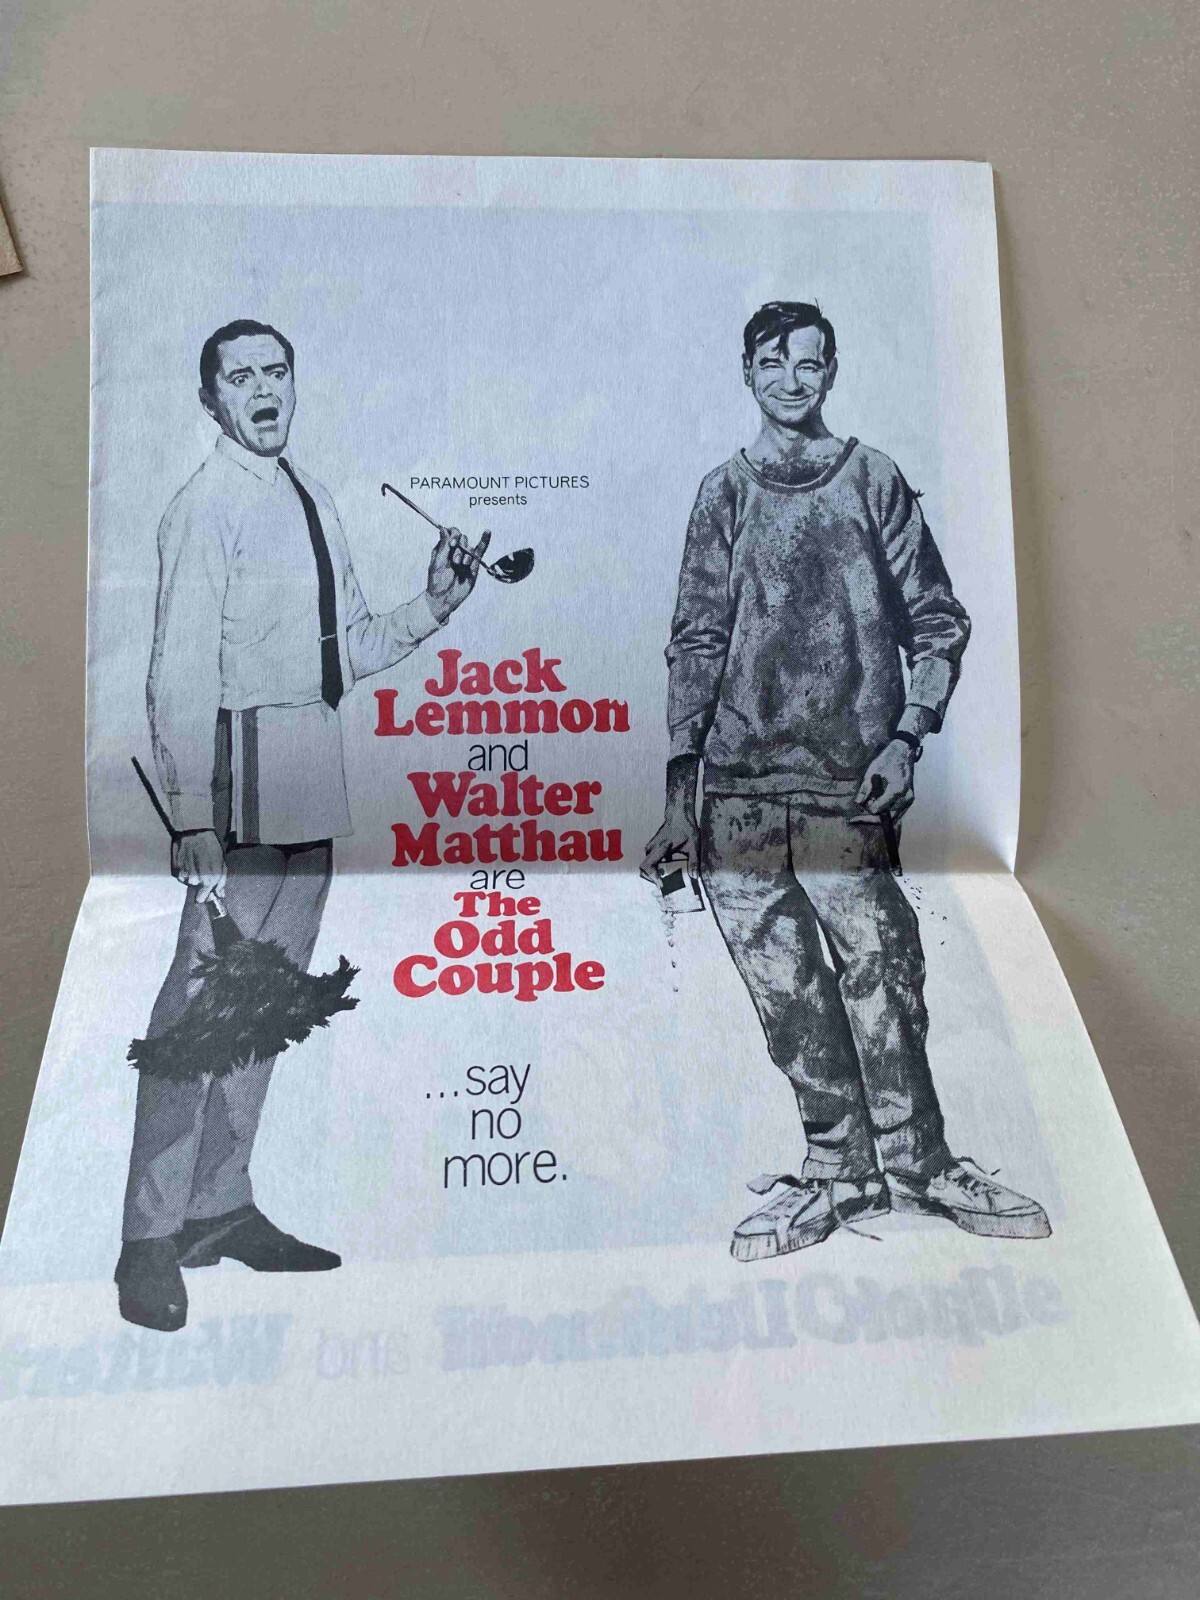 PARAMOUNT PICTURES
presents
Jack
Lemmon
and
Walter
Matthau
are
The
Odd
Couple
...say
no
more.